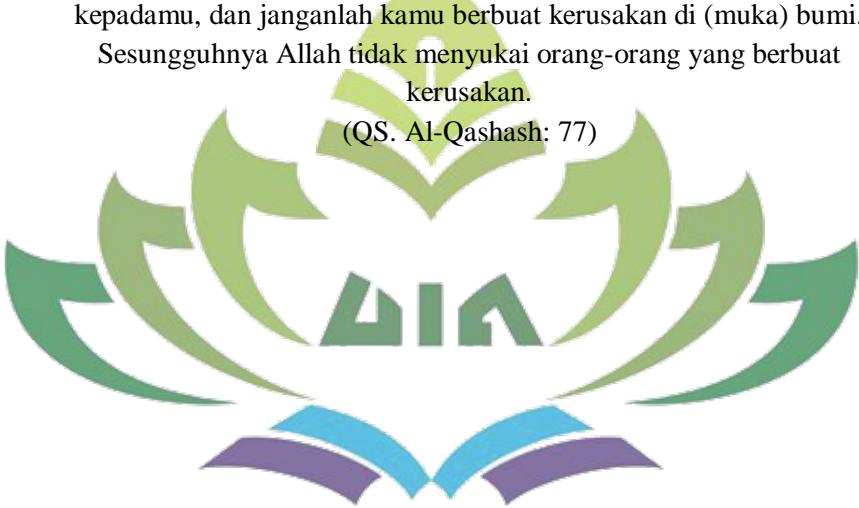 kepadamu, dan janganlah kamu berbuat kerusakan di (muka) bumi.
Sesungguhnya Allah tidak menyukai orang-orang yang berbuat
kerusakan.
(QS. Al-Qashash: 77)
UIN